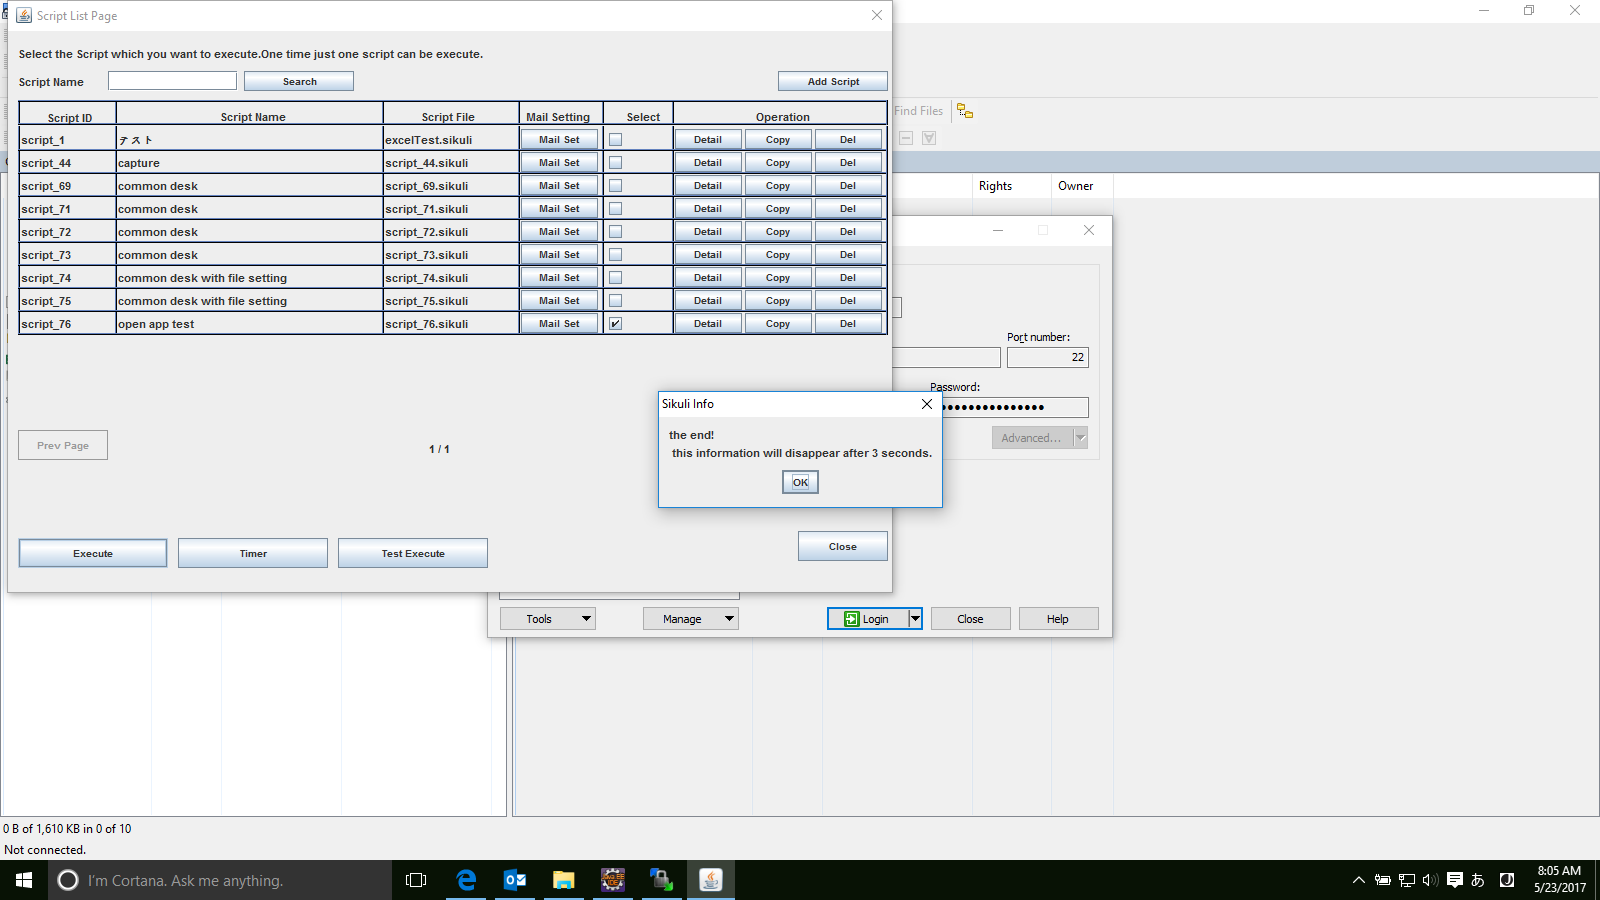 Script List Page
Select the Script which you want to execute.One time just one script can be execute.
Script Name Search Add Script
Script ID Script Name Script File Mail Setting Select Operation
script_1 テスト excelTest.sikuli Mail Set Detail Copy Del
script_44 capture script_44.sikuli Mail Set Detail Copy Del
script_69 common desk script_69.sikuli Mail Set Detail Copy Del
script_71 common desk script_71.sikuli Mail Set Detail Copy Del
script_72 common desk script_72.sikuli Mail Set Detail Copy Del
script_73 common desk script_73.sikuli Mail Set Detail Copy Del
script_74 common desk with file setting script_74.sikuli Mail Set Detail Copy Del
script_75 common desk with file setting script_75.sikuli Mail Set Detail Copy Del
script_76 open app test script_76.sikuli Mail Set Detail Copy Del
Prev Page 1 / 1
Execute Timer Test Execute Close
Sikuli Info
the end!
this information will disappear after 3 seconds.
OK
Find Files
Rights Owner
Port number:
22
Password:
Advanced...
Tools Manage Login Close Help
0 B of 1,610 KB in 0 of 10
Not connected.
I'm Cortana. Ask me anything.
あ
8:05 AM
5/23/2017